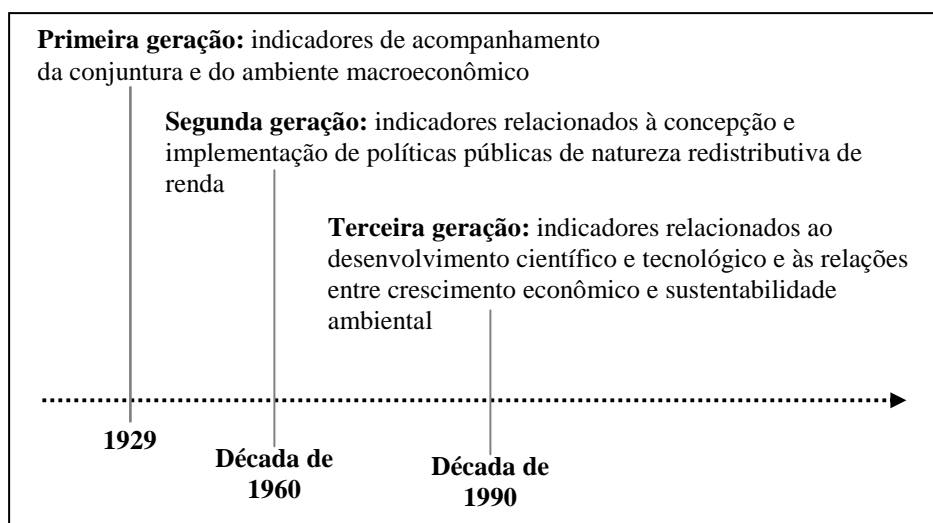 Primeira geração: indicadores de acompanhamento
da conjuntura e do ambiente macroeconômico
Segunda geração: indicadores relacionados à concepção e
implementação de políticas públicas de natureza redistributiva de
renda
Terceira geração: indicadores relacionados ao
desenvolvimento científico e tecnológico e às relações
entre crescimento econômico e sustentabilidade
ambiental
1929
Década de
1960
Década de
1990